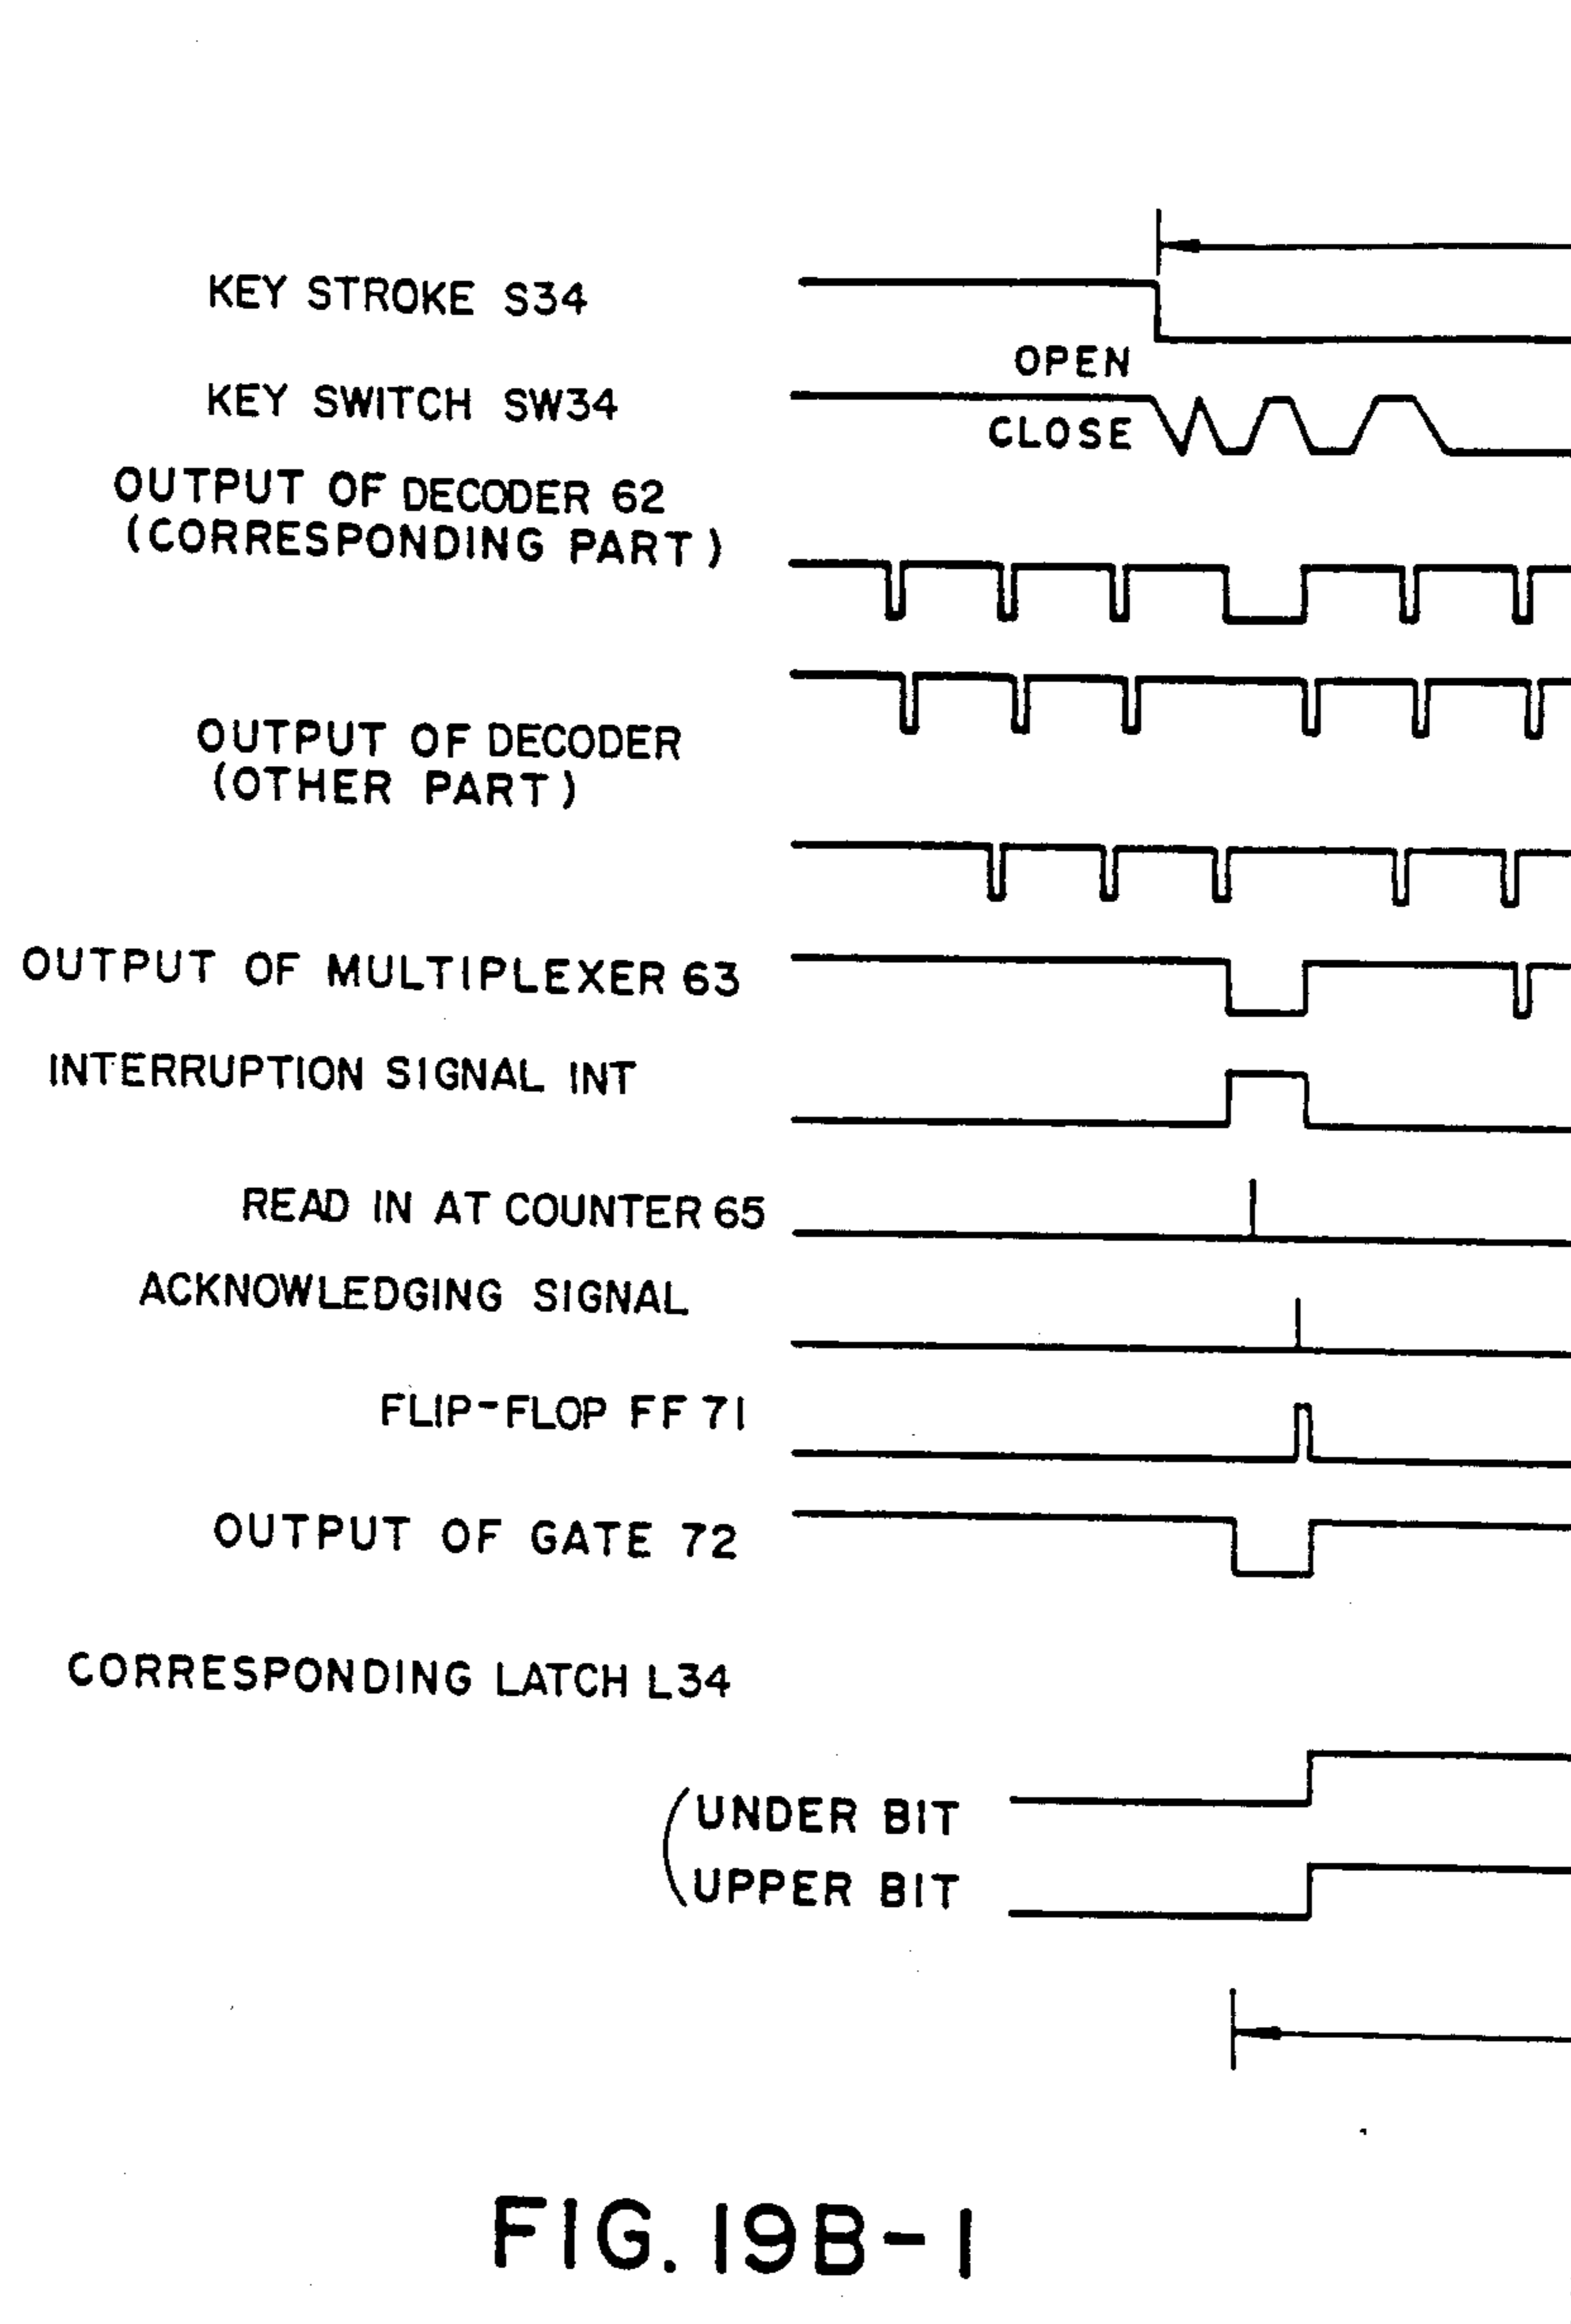 KEY STROKE S34
OPEN
KEY SWITCH SW34
CLOSE
OUTPUT OF DECODER 62
(CORRESPONDING PART)
OUTPUT OF DECODER
(OTHER PART)
OUTPUT OF MULTIPLEXER 63
INTERRUPTION SIGNAL INT
READ IN AT COUNTER 65
ACKNOWLEDGING SIGNAL
FLIP-FLOP FF 71
OUTPUT OF GATE 72
CORRESPONDING LATCH L34
(UNDER BIT
UPPER BIT
FIG. 19B-1